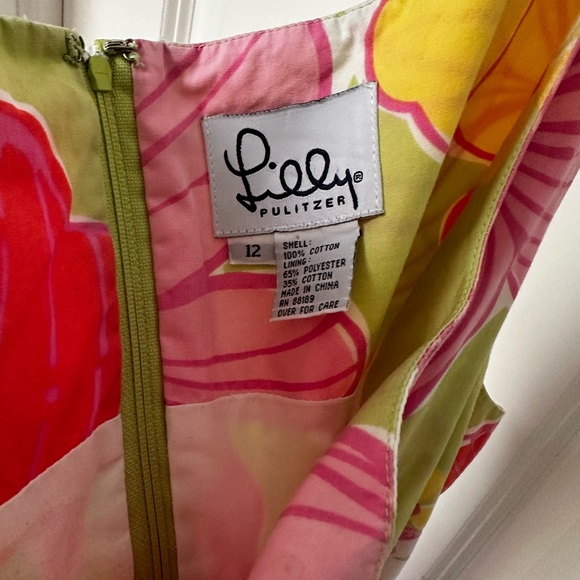 Lilly®
PULITZER
12
SHELL:
100% COTTON
LINING:
65% POLYESTER
35% COTTON
MADE IN CHINA
RN 88189
OVER FOR CARE